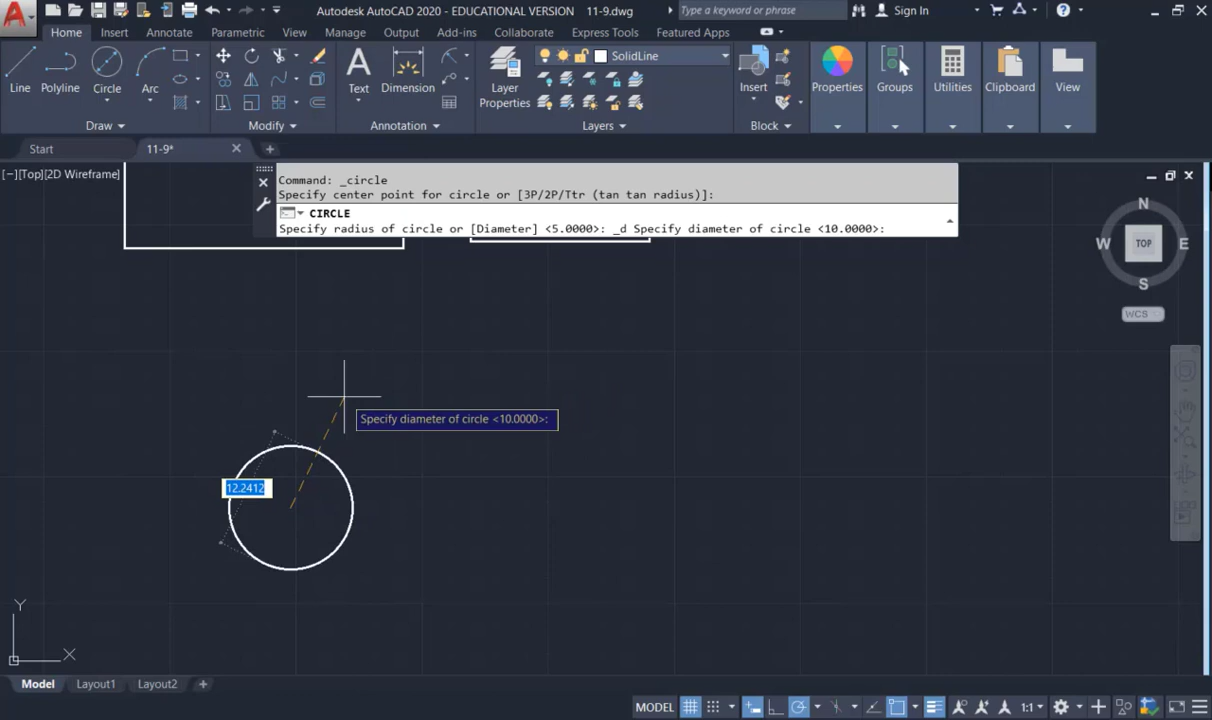 A Autodesk AutoCAD 2020 - EDUCATIONAL VERSION 11-9.dwg Type a keyword or phrase Sign In
Home Insert Annotate Parametric View Manage Output Add-ins Collaborate Express Tools Featured Apps
SolidLine
Line Polyline Circle Arc Text Dimension Layer Properties Insert Properties Groups Utilities Clipboard View
Draw Modify Annotation Layers Block
Start 11-9*
[−][Top][2D Wireframe]
Command: _circle
Specify center point for circle or [3P/2P/Ttr (tan tan radius)]:
CIRCLE
Specify radius of circle or [Diameter] <5.0000>: _d Specify diameter of circle <10.0000>:
N
W TOP E
S
WCS
Specify diameter of circle <10.0000>:
12.2412
Y
X
Model Layout1 Layout2
MODEL 1:1